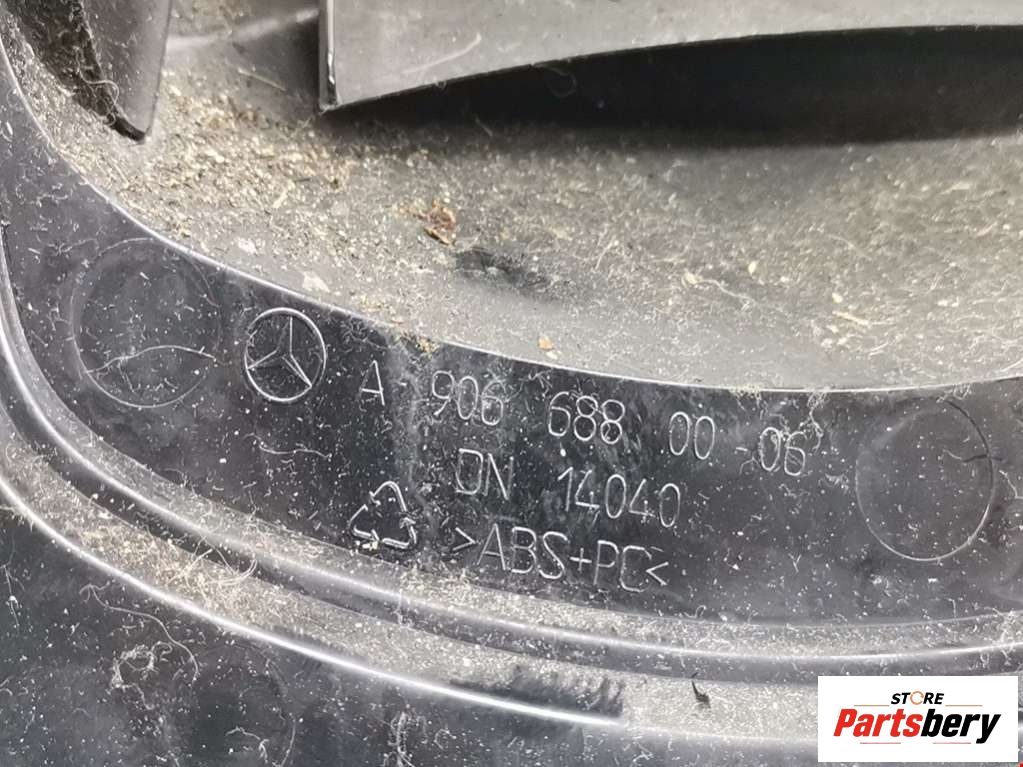 A 906 688 00 06
DN 14040
>ABS+PC<
STORE
Partsbery